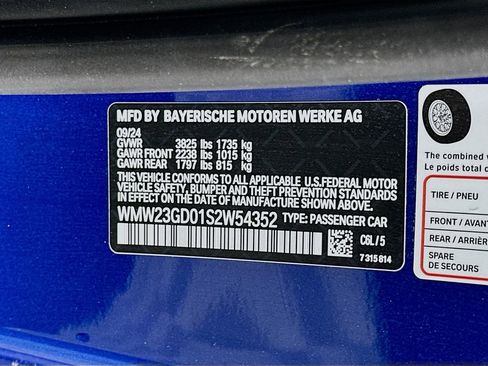 MFD BY BAYERISCHE MOTOREN WERKE AG
09/24
GVWR 3825 lbs 1735 kg
GAWR FRONT 2238 lbs 1015 kg
GAWR REAR 1797 lbs 815 kg
THIS VEHICLE CONFORMS TO ALL APPLICABLE U.S.FEDERAL MOTOR
VEHICLE SAFETY, BUMPER AND THEFT PREVENTION STANDARDS
IN EFFECT ON THE DATE OF MANUFACTURE SHOWN ABOVE.
WMW23GD01S2W54352 TYPE: PASSENGER CAR
C6L/5
7315814
The combined
Le poids total
TIRE / PNEU
FRONT / AVANT
REAR / ARRIÈRE
SPARE
DE SECOURS